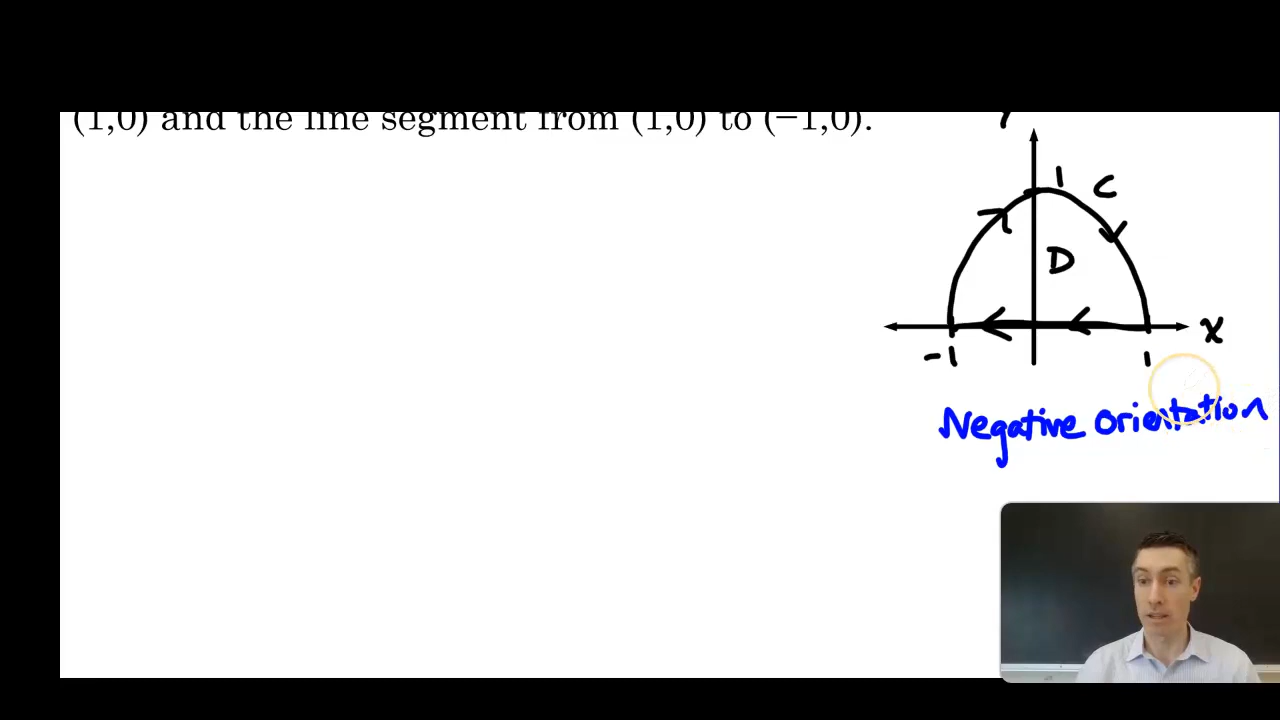 (1,0) and the line segment from (1,0) to (−1,0).
1 C
D
x
-1 1
Negative Orientation